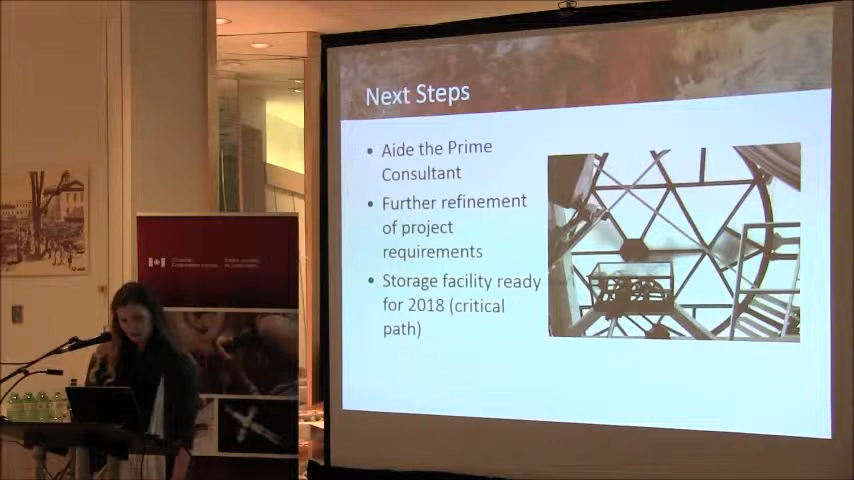 Next Steps
• Aide the Prime
Consultant
• Further refinement
of project
requirements
• Storage facility ready
for 2018 (critical
path)